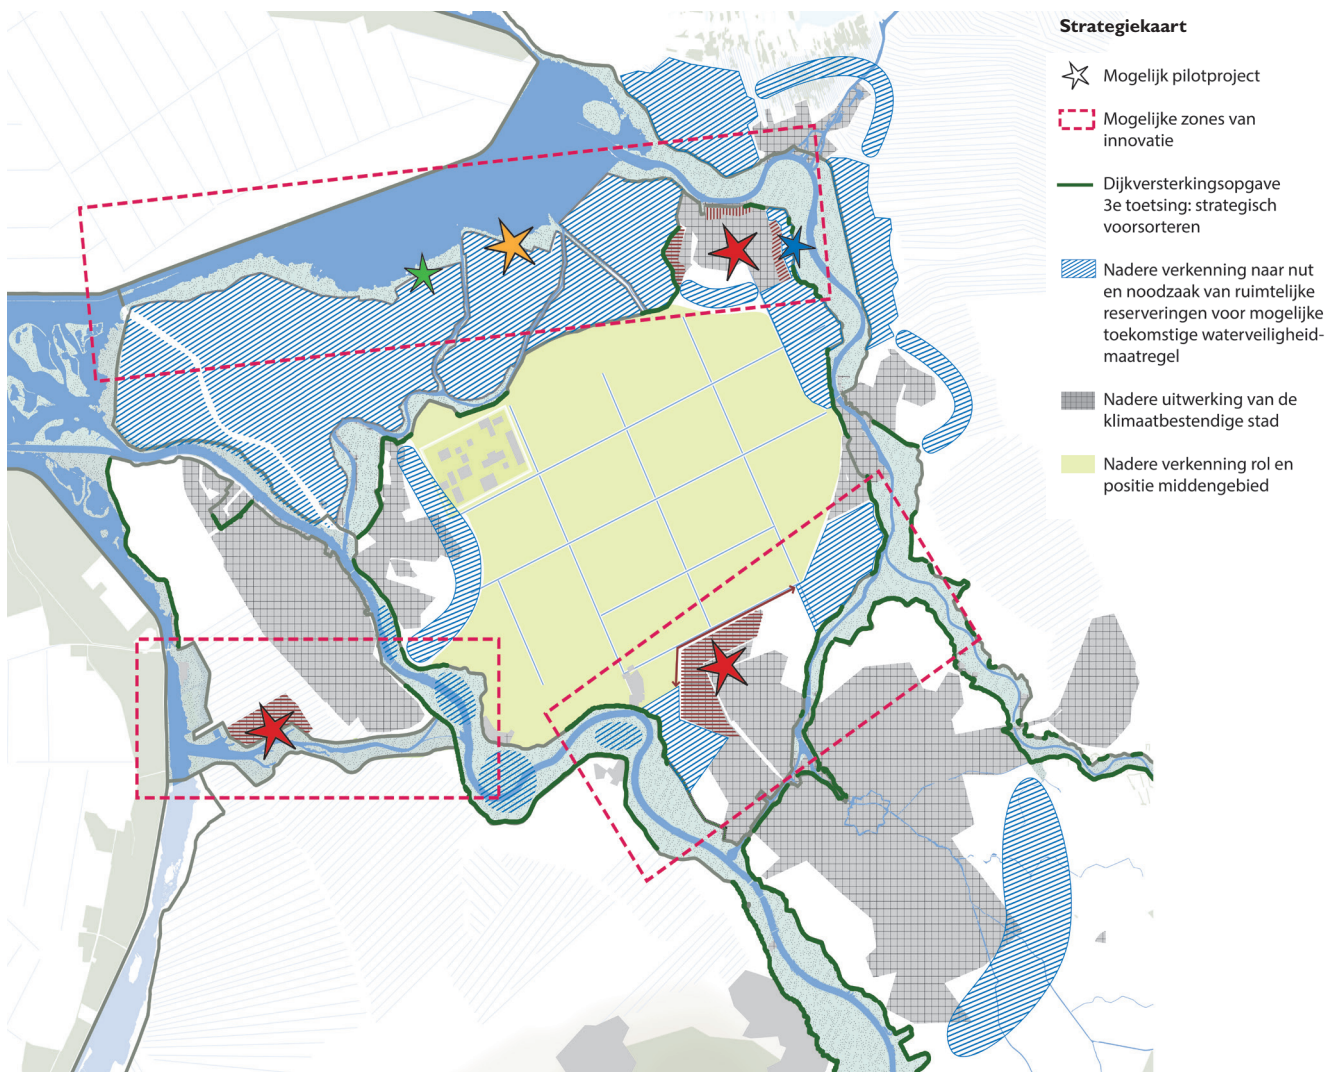 Strategiekaart
Mogelijk pilotproject
Mogelijke zones van
innovatie
Dijkversterkingsopgave
3e toetsing: strategisch
voorsorteren
Nadere verkenning naar nut
en noodzaak van ruimtelijke
reserveringen voor mogelijke
toekomstige waterveiligheid-
maatregel
Nadere uitwerking van de
klimaatbestendige stad
Nadere verkenning rol en
positie middengebied